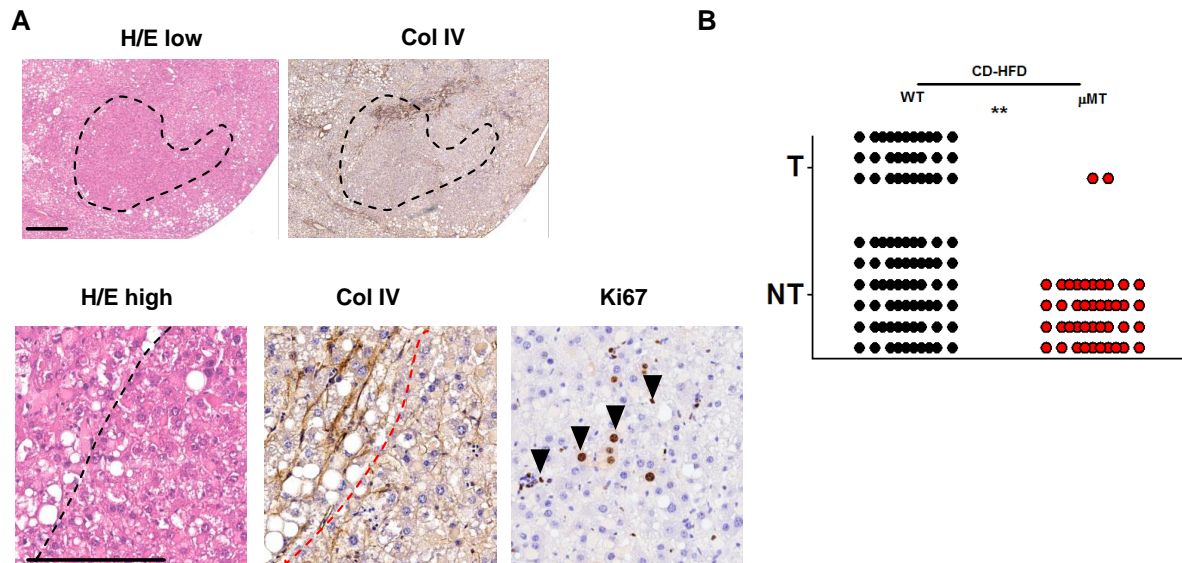 A
H/E low
Col IV
H/E high
Col IV
Ki67
B
CD-HFD
WT
μMT
**
T
NT